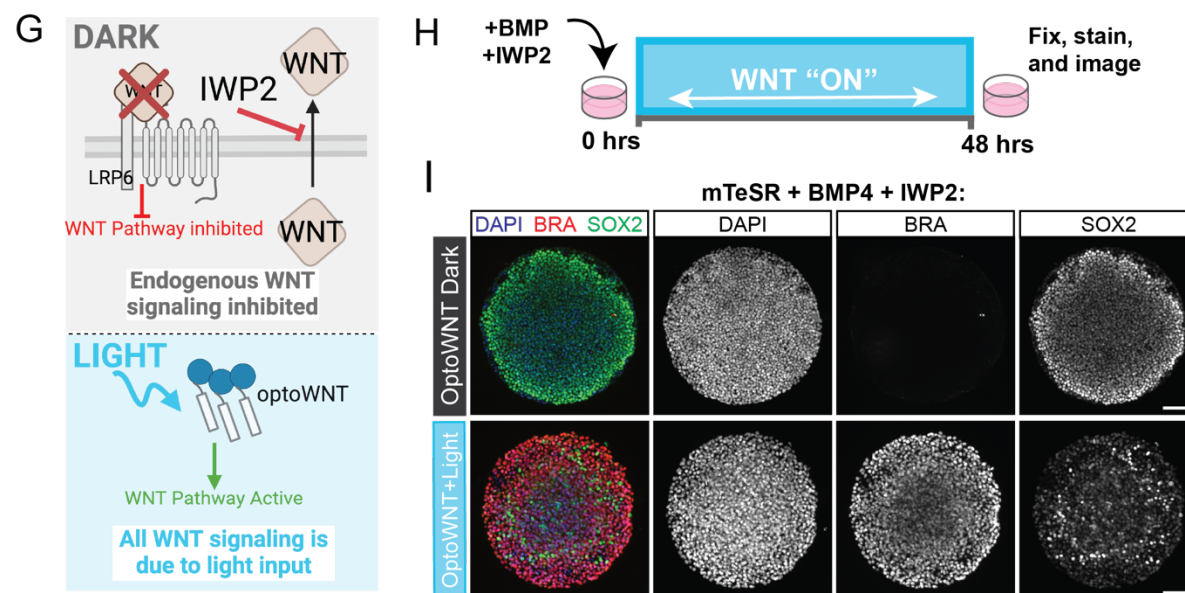 G
DARK
WNT
WNT
IWP2
LRP6
WNT Pathway inhibited
WNT
Endogenous WNT
signaling inhibited
LIGHT
optoWNT
WNT Pathway Active
All WNT signaling is
due to light input
H
+BMP
+IWP2
WNT “ON”
Fix, stain,
and image
0 hrs
48 hrs
I
mTeSR + BMP4 + IWP2:
DAPI BRA SOX2
DAPI
BRA
SOX2
OptoWNT Dark
OptoWNT+Light